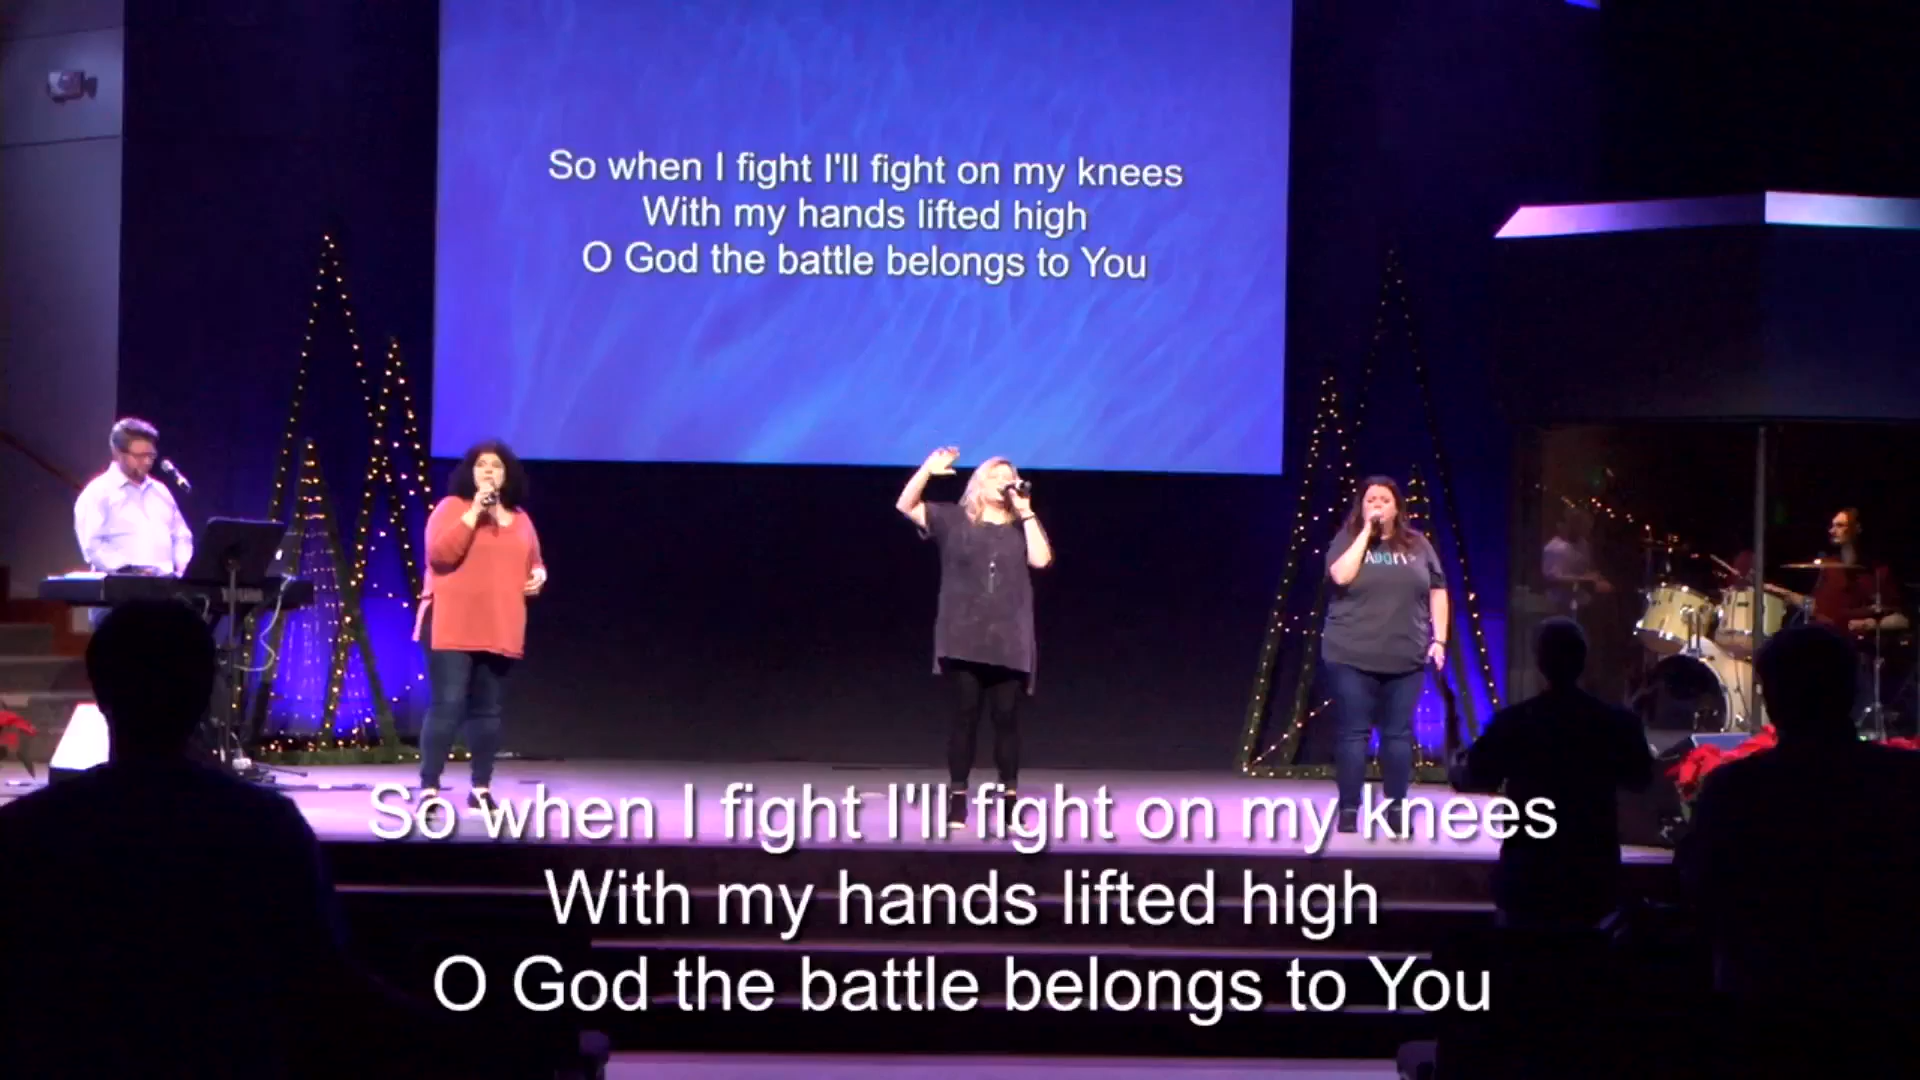 So when I fight I'll fight on my knees
With my hands lifted high
O God the battle belongs to You
YAMAHA
So when I fight I'll fight on my knees
With my hands lifted high
O God the battle belongs to You